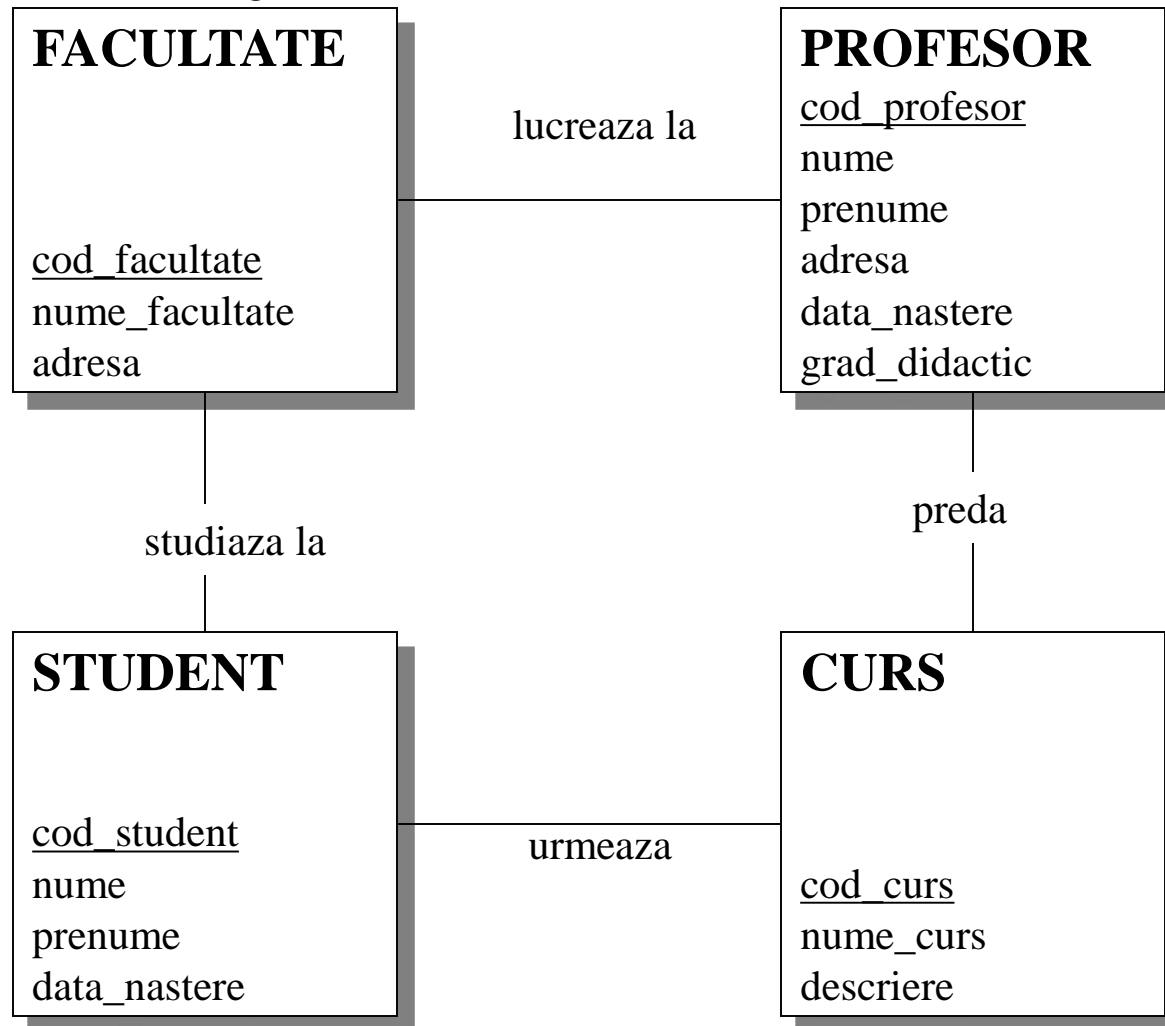 FACULTATE
cod_facultate
nume_facultate
adresa
lucreaza la
PROFESOR
cod_profesor
nume
prenume
adresa
data_nastere
grad_didactic
studiaza la
preda
STUDENT
cod_student
nume
prenume
data_nastere
urmeaza
CURS
cod_curs
nume_curs
descriere